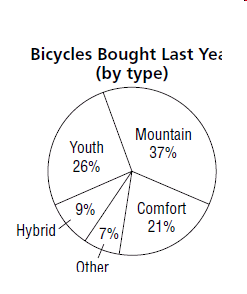 Bicycles Bought Last Yea
(by type)
Mountain
37%
Youth
26%
9%
Comfort
21%
Hybrid
7%
Other